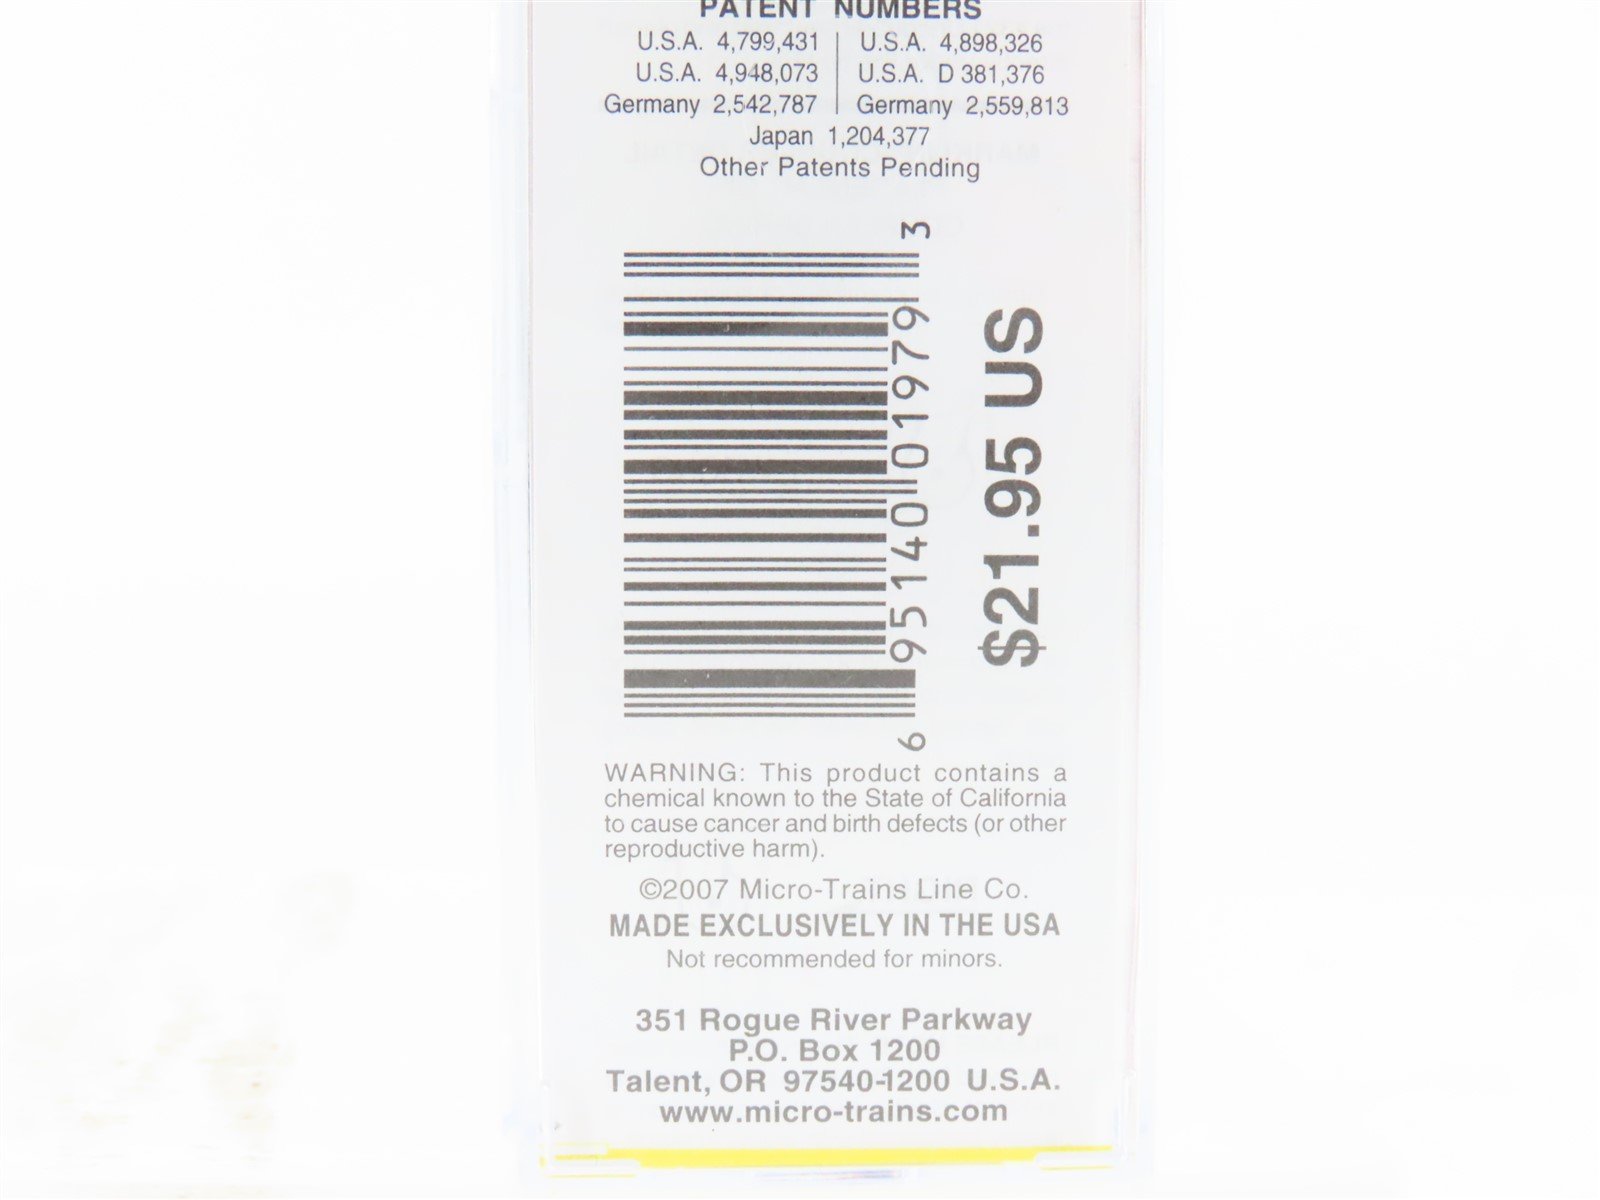 PATENT NUMBERS
U.S.A. 4,799,431 | U.S.A. 4,898,326
U.S.A. 4,948,073 | U.S.A. D 381,376
Germany 2,542,787 | Germany 2,559,813
Japan 1,204,377
Other Patents Pending
6 95140 01979 3
$21.95 US
WARNING: This product contains a
chemical known to the State of California
to cause cancer and birth defects (or other
reproductive harm).
©2007 Micro-Trains Line Co.
MADE EXCLUSIVELY IN THE USA
Not recommended for minors.
351 Rogue River Parkway
P.O. Box 1200
Talent, OR 97540-1200 U.S.A.
www.micro-trains.com